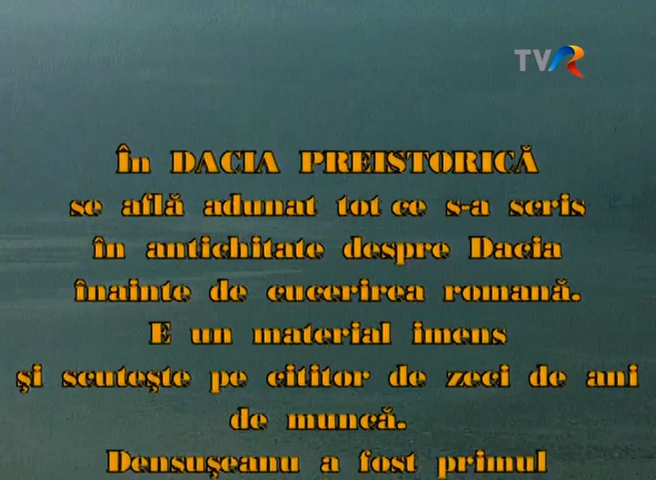 TVR
În DACIA PREISTORICĂ
se află adunat tot ce s-a scris
în antichitate despre Dacia
înainte de cucerirea romană.
E un material imens
şi scuteşte pe cititor de zeci de ani
de muncă.
Densuşeanu a fost primul